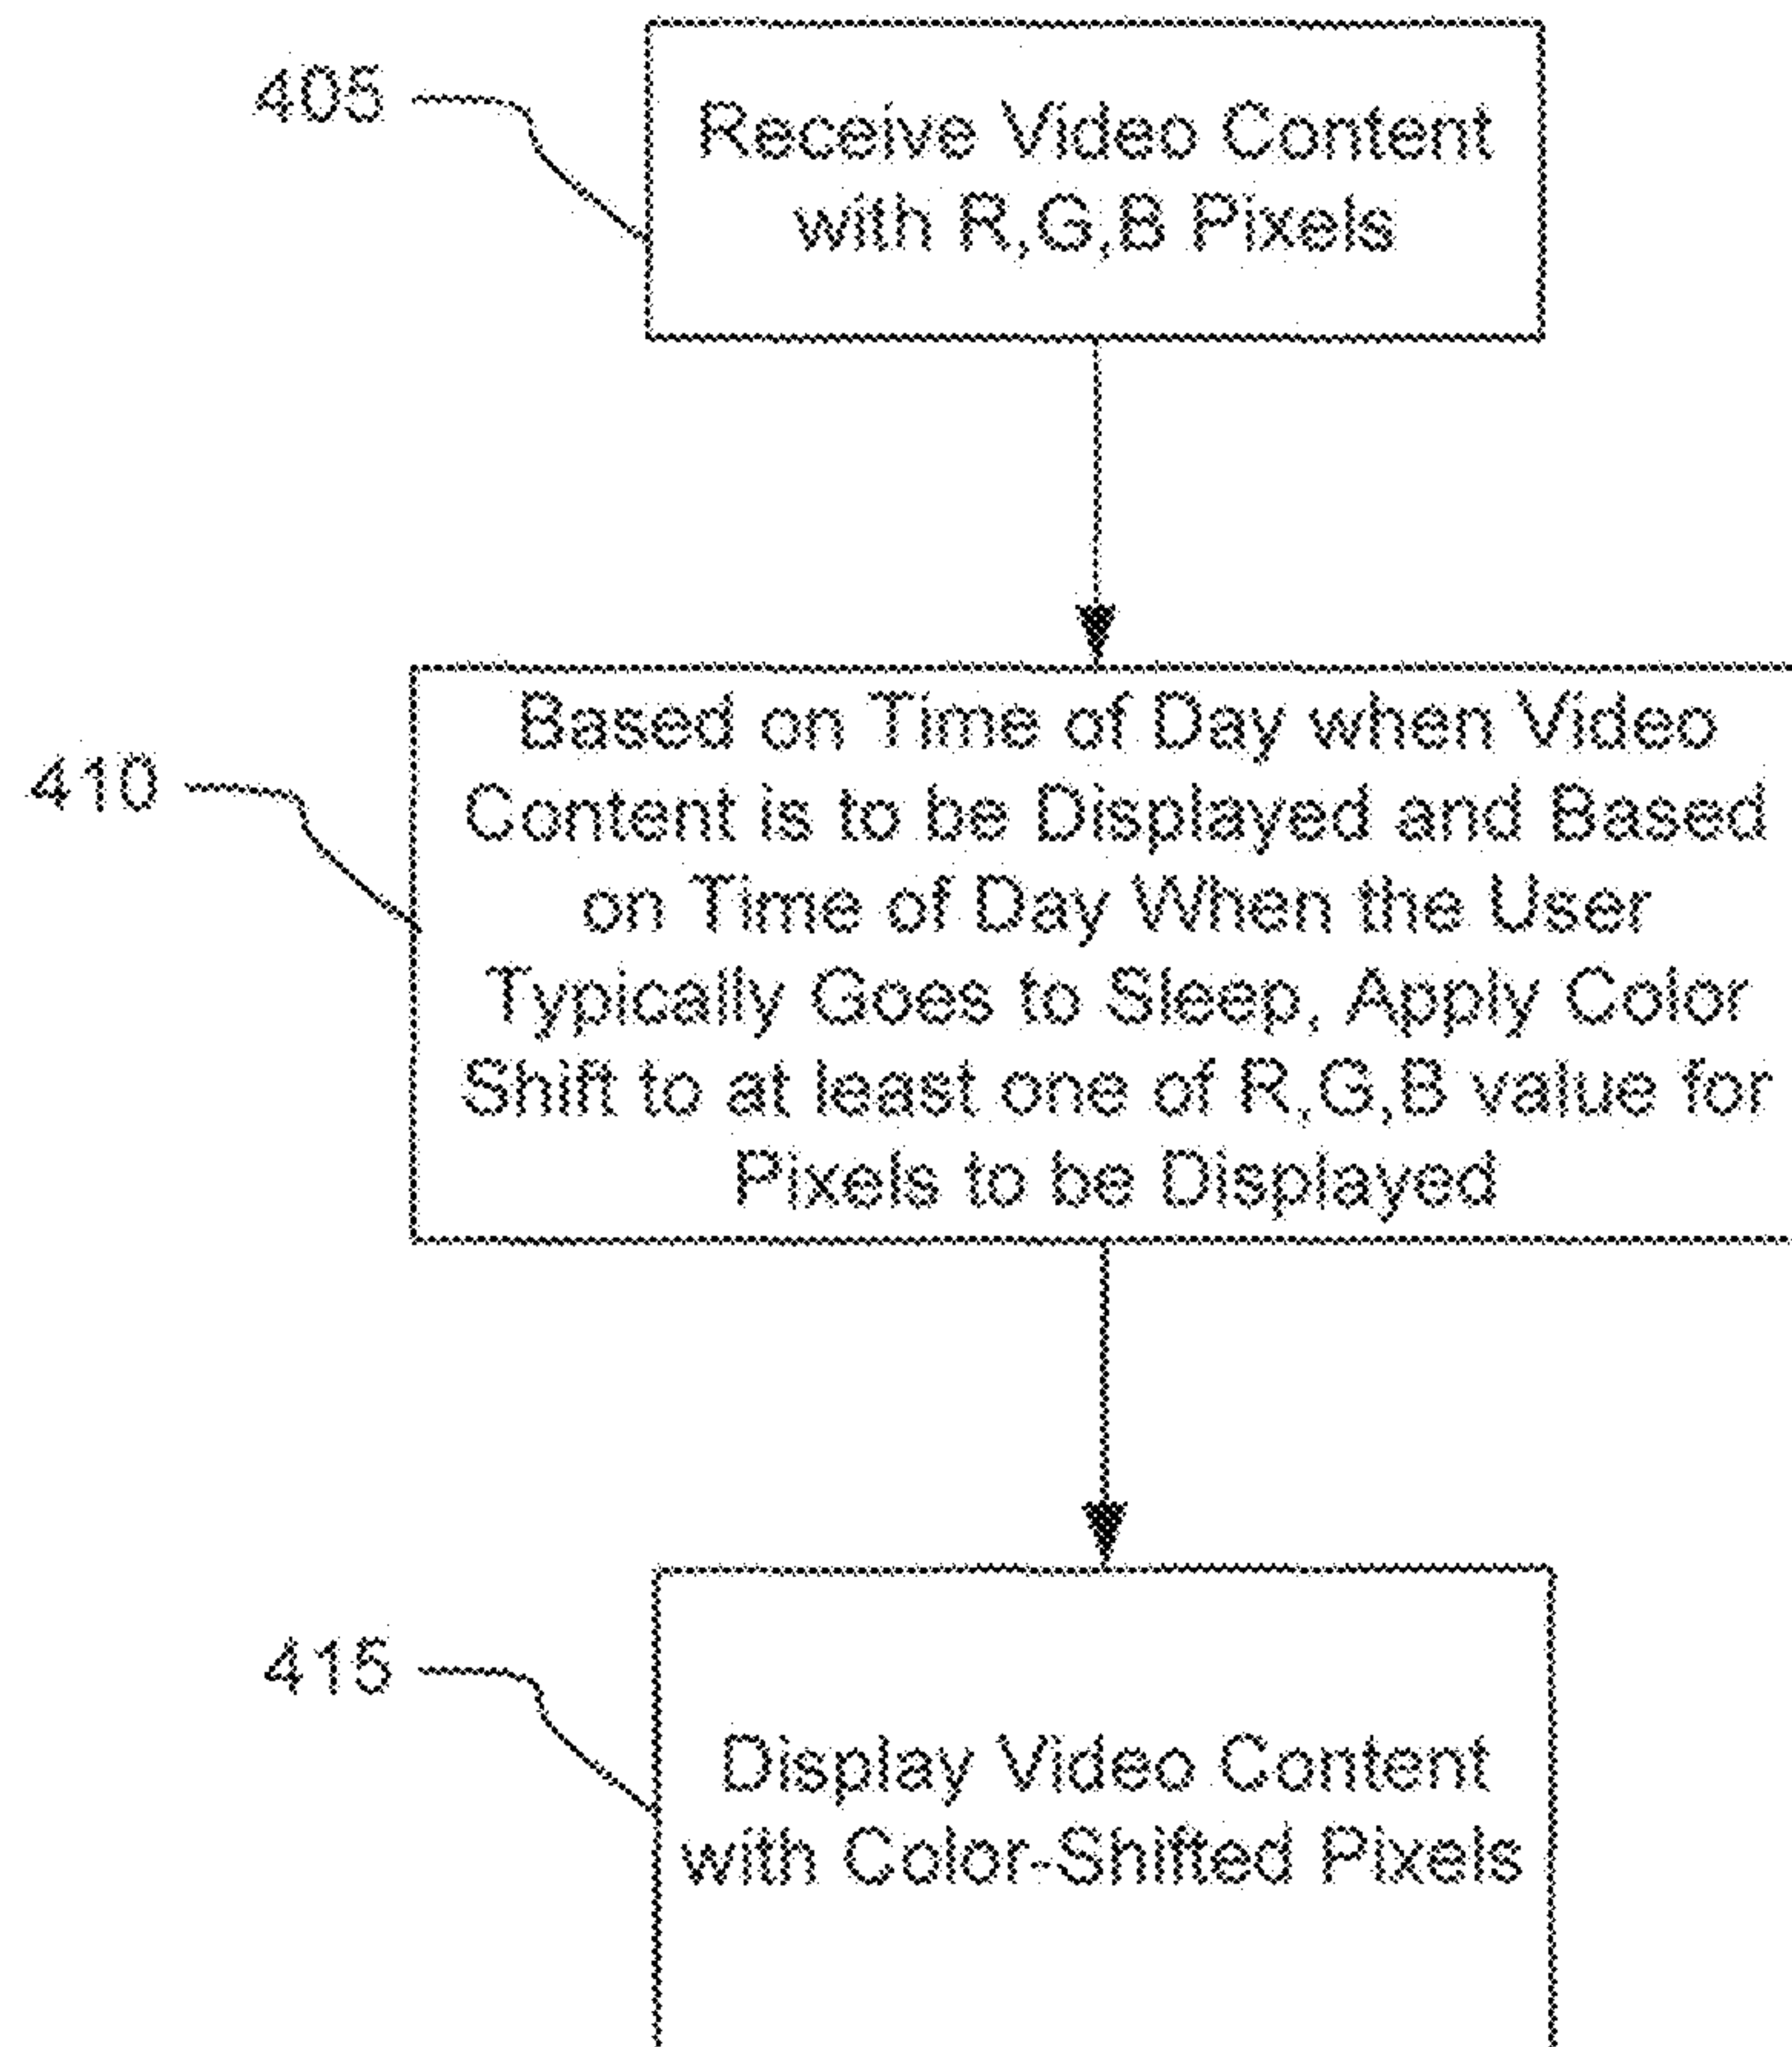 405
Receive Video Content
with R,G,B Pixels
410
Based on Time of Day when Video
Content is to be Displayed and Based
on Time of Day When the User
Typically Goes to Sleep, Apply Color
Shift to at least one of R,G,B value for
Pixels to be Displayed
415
Display Video Content
with Color-Shifted Pixels